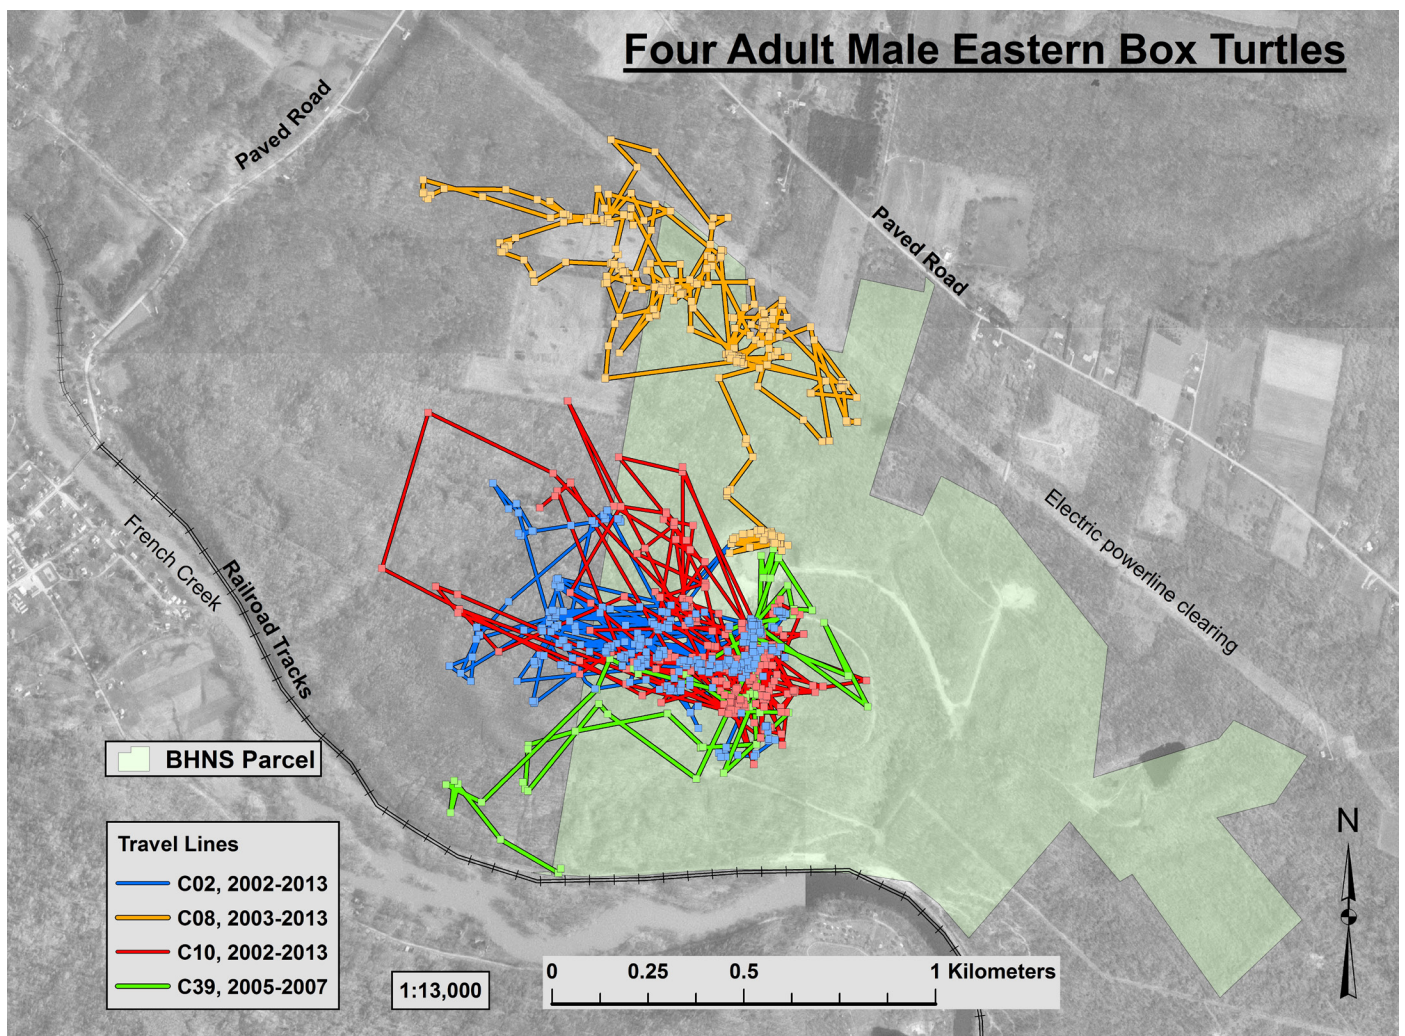 Four Adult Male Eastern Box Turtles
Paved Road
Paved Road
Electric powerline clearing
French Creek
Railroad Tracks
BHNS Parcel
Travel Lines
C02, 2002-2013
C08, 2003-2013
C10, 2002-2013
C39, 2005-2007
1:13,000
0 0.25 0.5 1 Kilometers
N